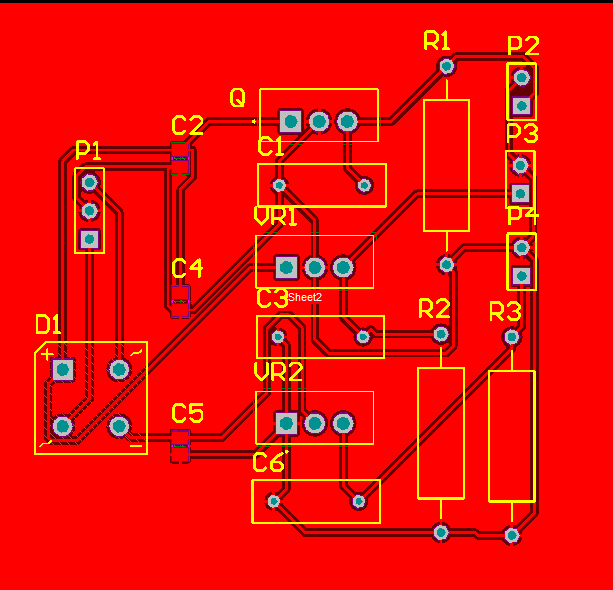 R1
P2
Q
C2
P3
C1
P1
P4
VR1
C4
C3
Sheet2
R2
R3
D1
+
~
VR2
C5
~
−
C6